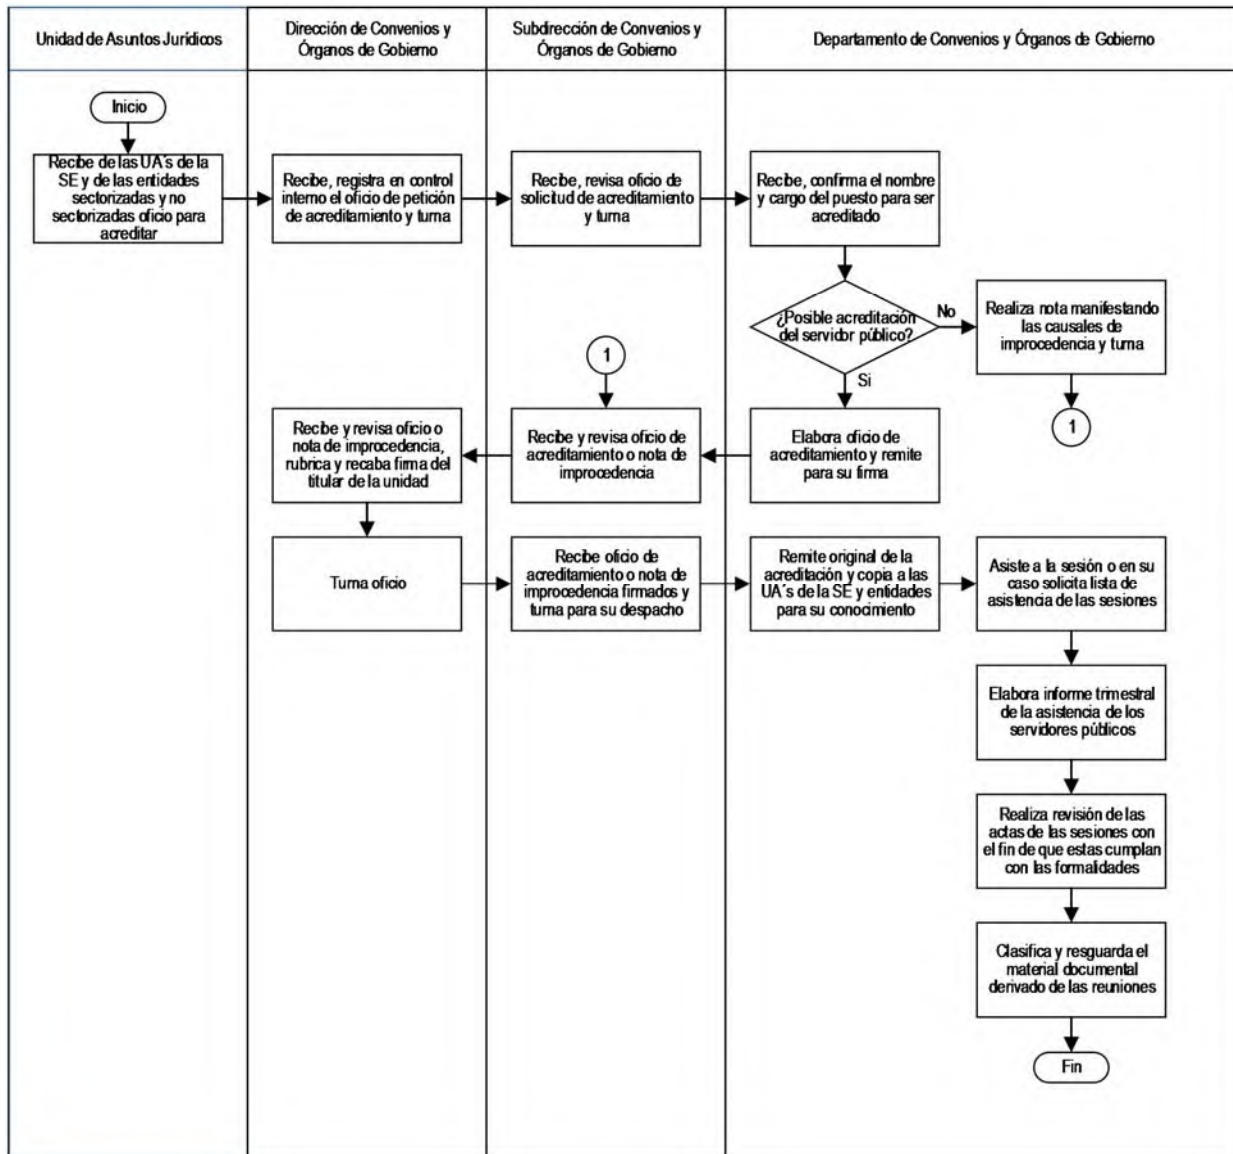 Unidad de Asuntos Jurídicos
Dirección de Convenios y
Órganos de Gobierno
Subdirección de Convenios y
Órganos de Gobierno
Departamento de Convenios y Órganos de Gobierno
Inicio
Recibe de las UA´s de la
SE y de las entidades
sectorizadas y no
sectorizadas oficio para
acreditar
Recibe, registra en control
interno el oficio de petición
de acreditamiento y turna
Recibe, revisa oficio de
solicitud de acreditamiento
y turna
Recibe, confirma el nombre
y cargo del puesto para ser
acreditado
¿Posible acreditación
del servidor público?
No
Si
Realiza nota manifestando
las causales de
improcedencia y turna
1
1
Elabora oficio de
acreditamiento y remite
para su firma
Recibe y revisa oficio de
acreditamiento o nota de
improcedencia
Recibe y revisa oficio o
nota de improcedencia,
rubrica y recaba firma del
titular de la unidad
Turna oficio
Recibe oficio de
acreditamiento o nota de
improcedencia firmados y
turna para su despacho
Remite original de la
acreditación y copia a las
UA´s de la SE y entidades
para su conocimiento
Asiste a la sesión o en su
caso solicita lista de
asistencia de las sesiones
Elabora informe trimestral
de la asistencia de los
servidores públicos
Realiza revisión de las
actas de las sesiones con
el fin de que estas cumplan
con las formalidades
Clasifica y resguarda el
material documental
derivado de las reuniones
Fin